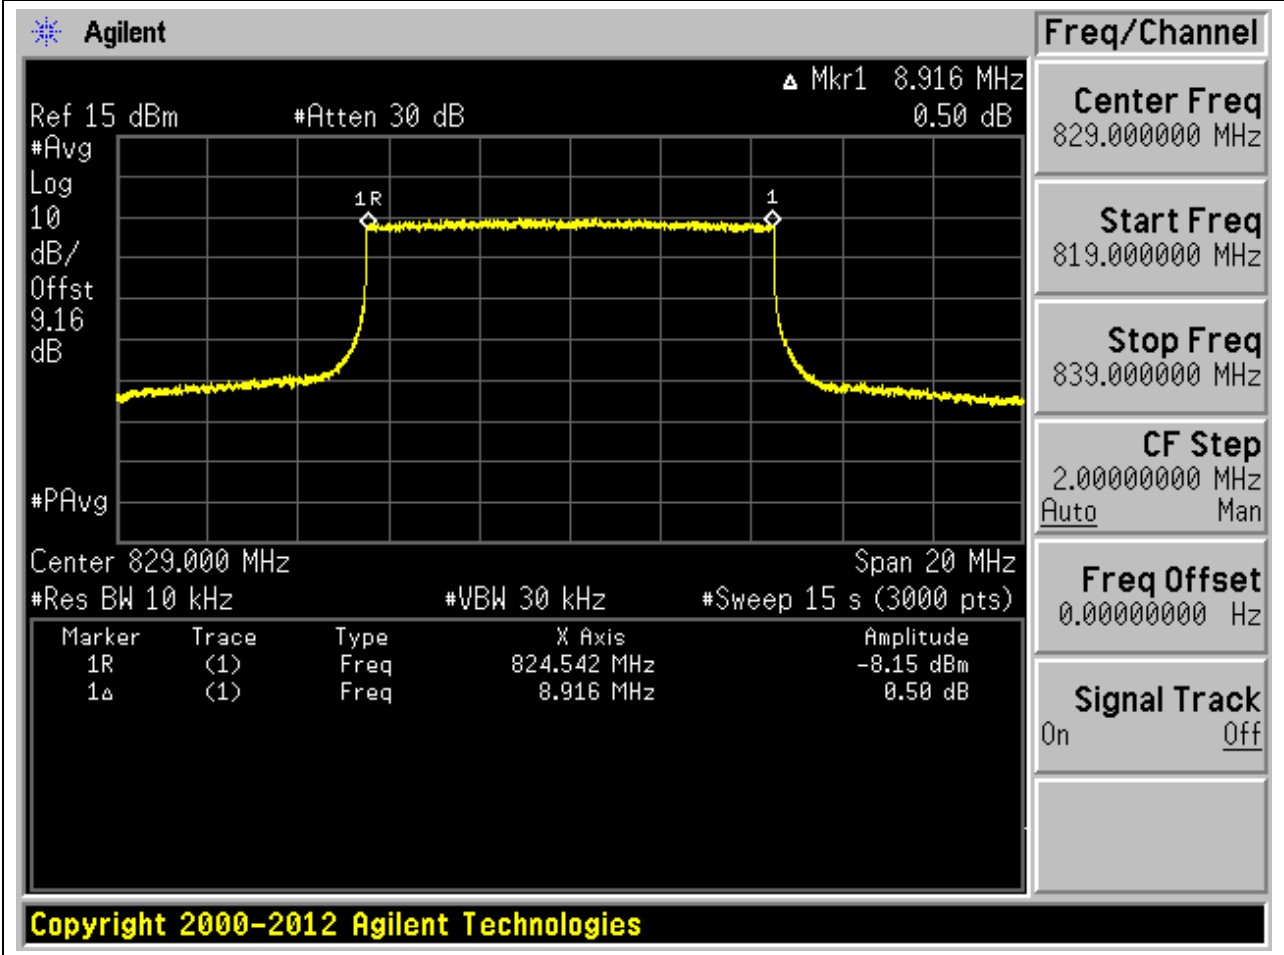 Agilent
Freq/Channel
Δ Mkr1 8.916 MHz
Ref 15 dBm #Atten 30 dB 0.50 dB
#Avg
Log
10
dB/
Offst
9.16
dB
1R
1
#PAvg
Center 829.000 MHz Span 20 MHz
#Res BW 10 kHz #VBW 30 kHz #Sweep 15 s (3000 pts)
Marker Trace Type X Axis Amplitude
1R (1) Freq 824.542 MHz -8.15 dBm
1Δ (1) Freq 8.916 MHz 0.50 dB
Center Freq
829.000000 MHz
Start Freq
819.000000 MHz
Stop Freq
839.000000 MHz
CF Step
2.00000000 MHz
Auto Man
Freq Offset
0.00000000 Hz
Signal Track
On Off
Copyright 2000-2012 Agilent Technologies